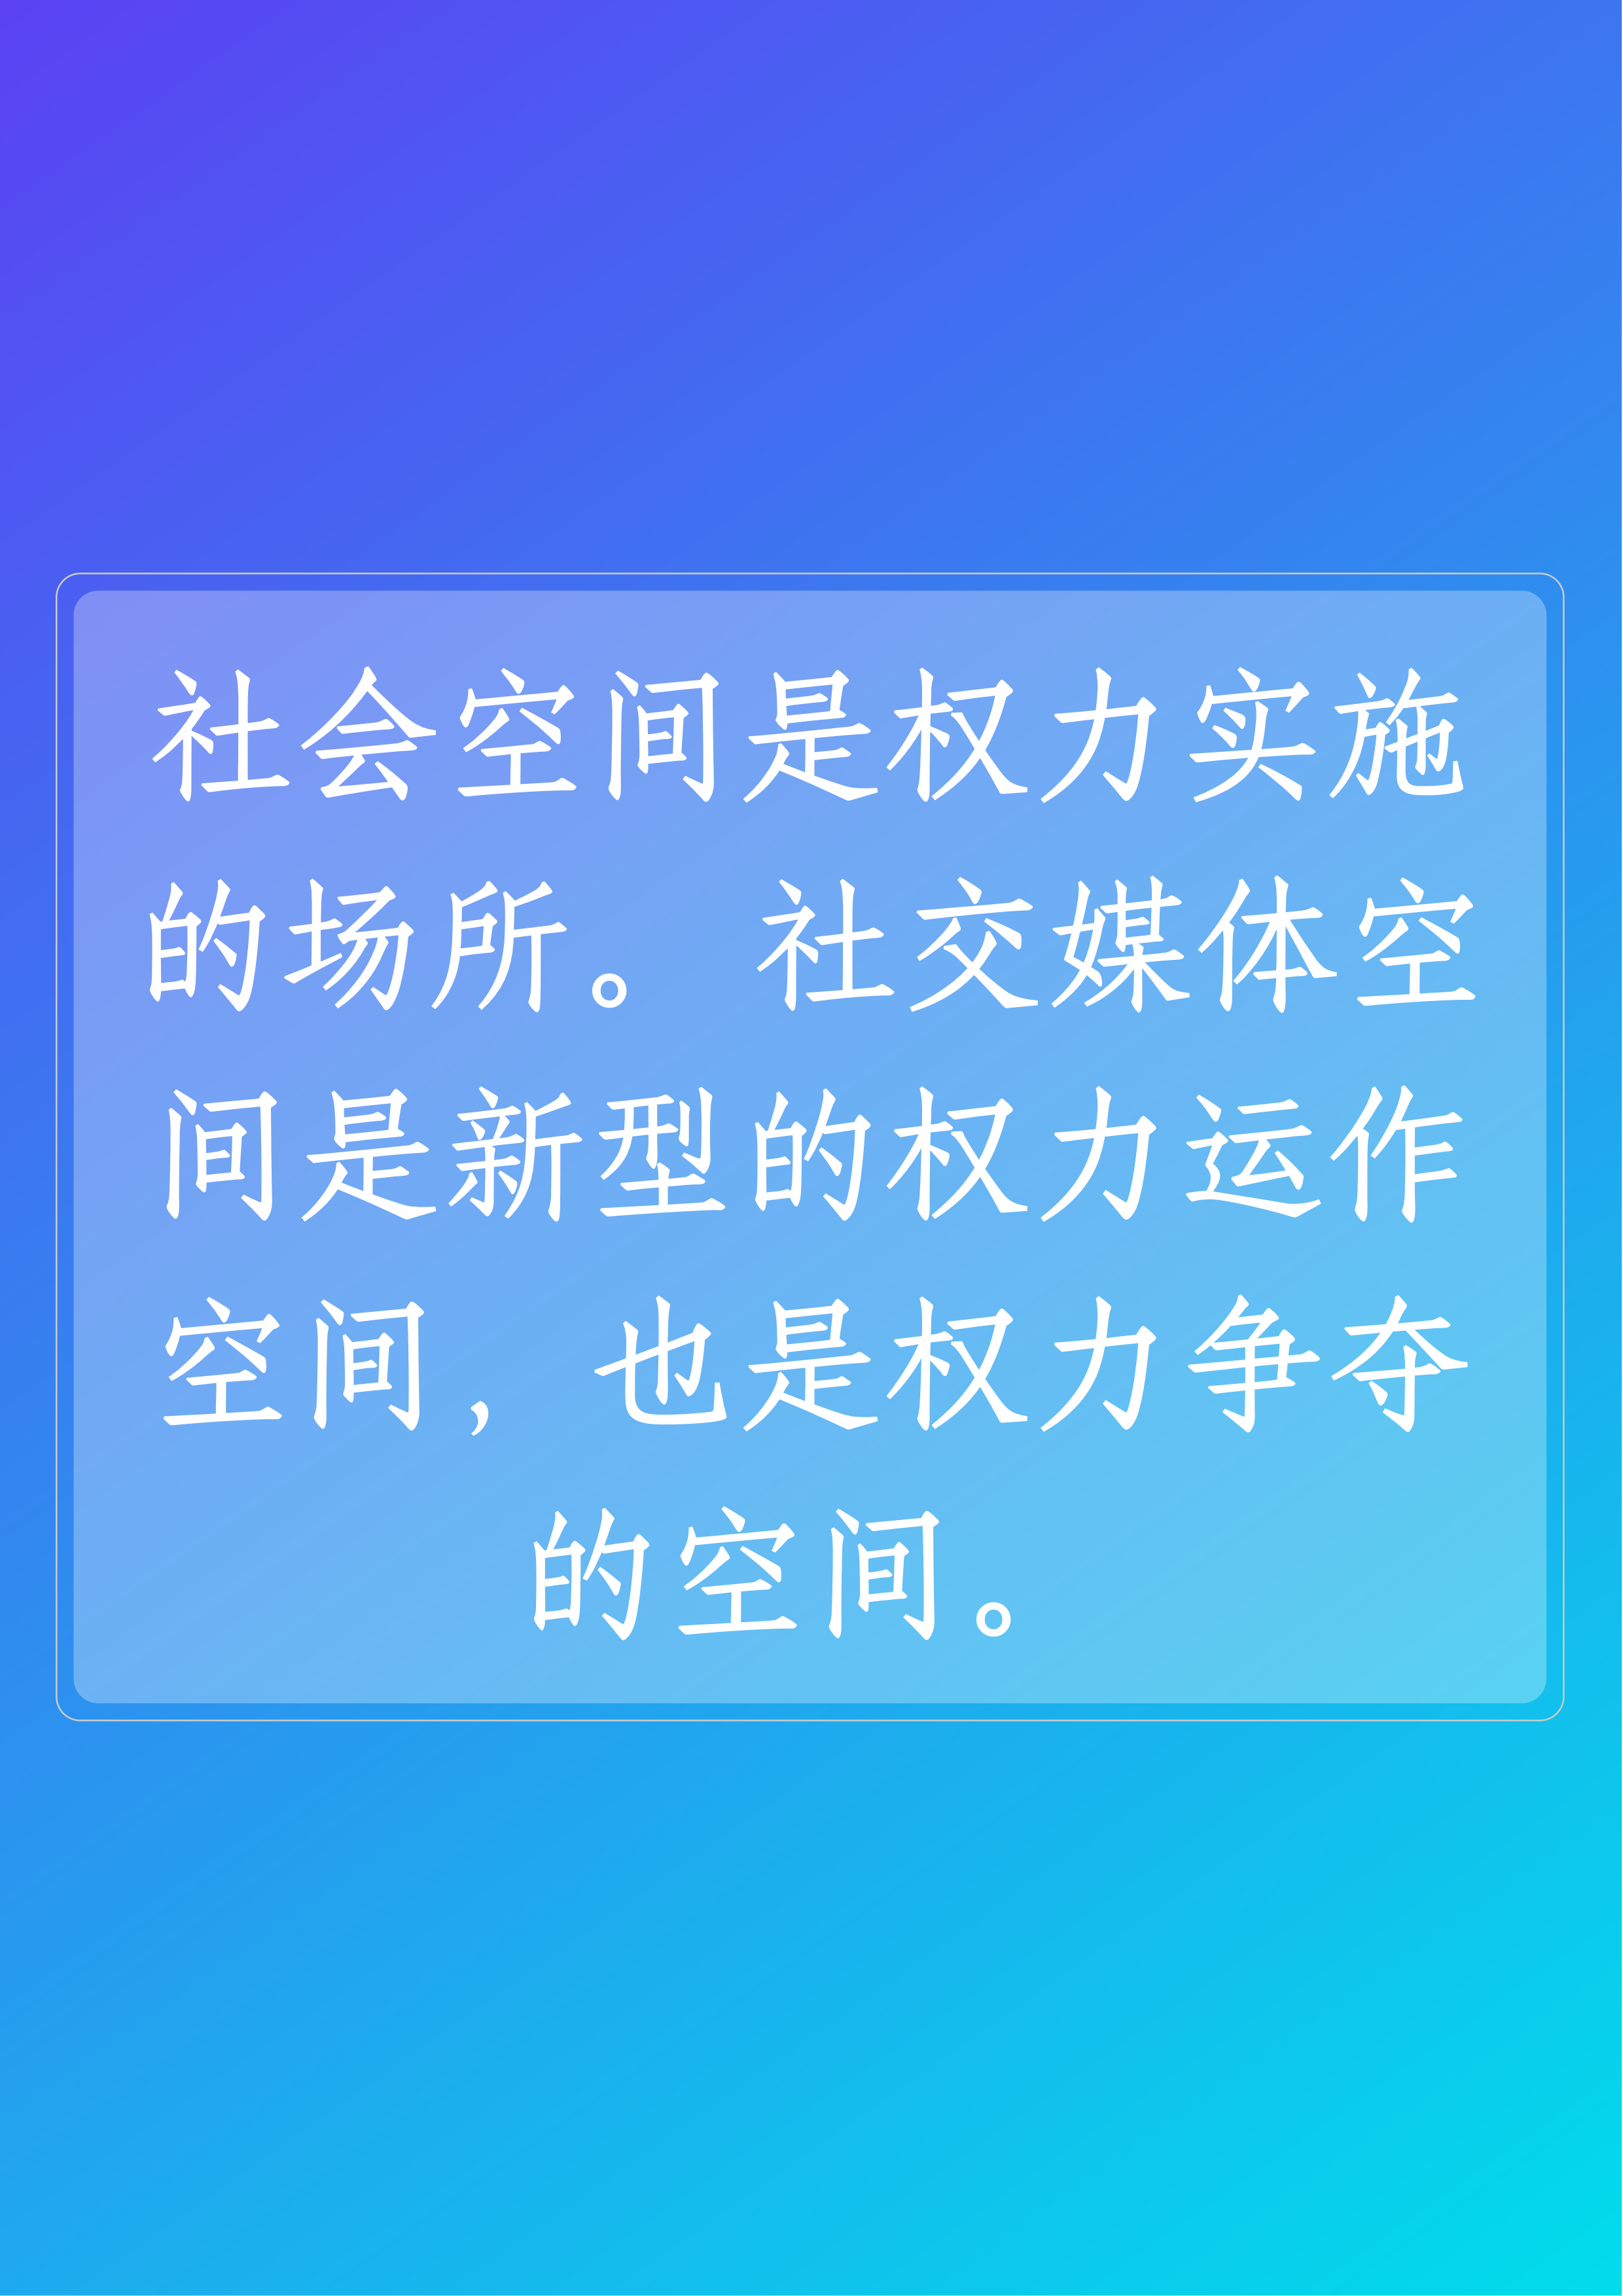 社会空间是权力实施
的场所。社交媒体空
间是新型的权力运作
空间，也是权力争夺
的空间。